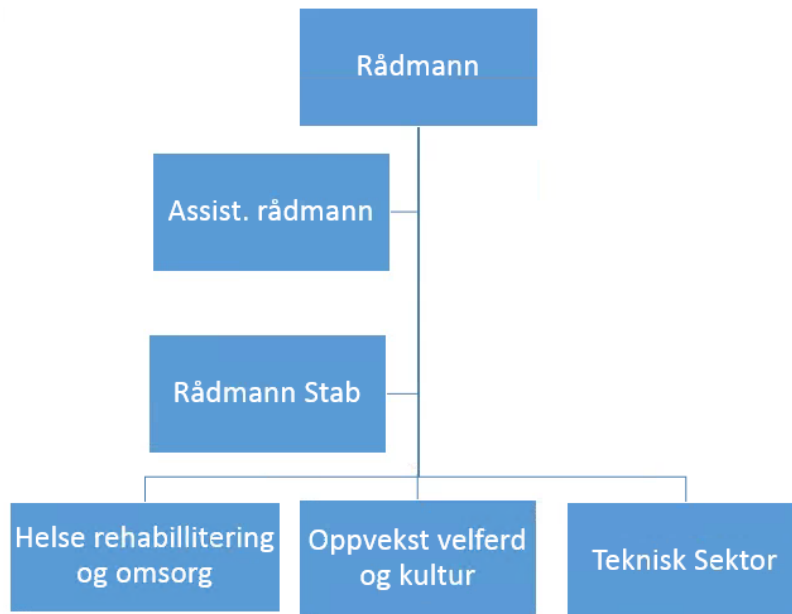 Rådmann
Assist. rådmann
Rådmann Stab
Helse rehabillitering
og omsorg
Oppvekst velferd
og kultur
Teknisk Sektor